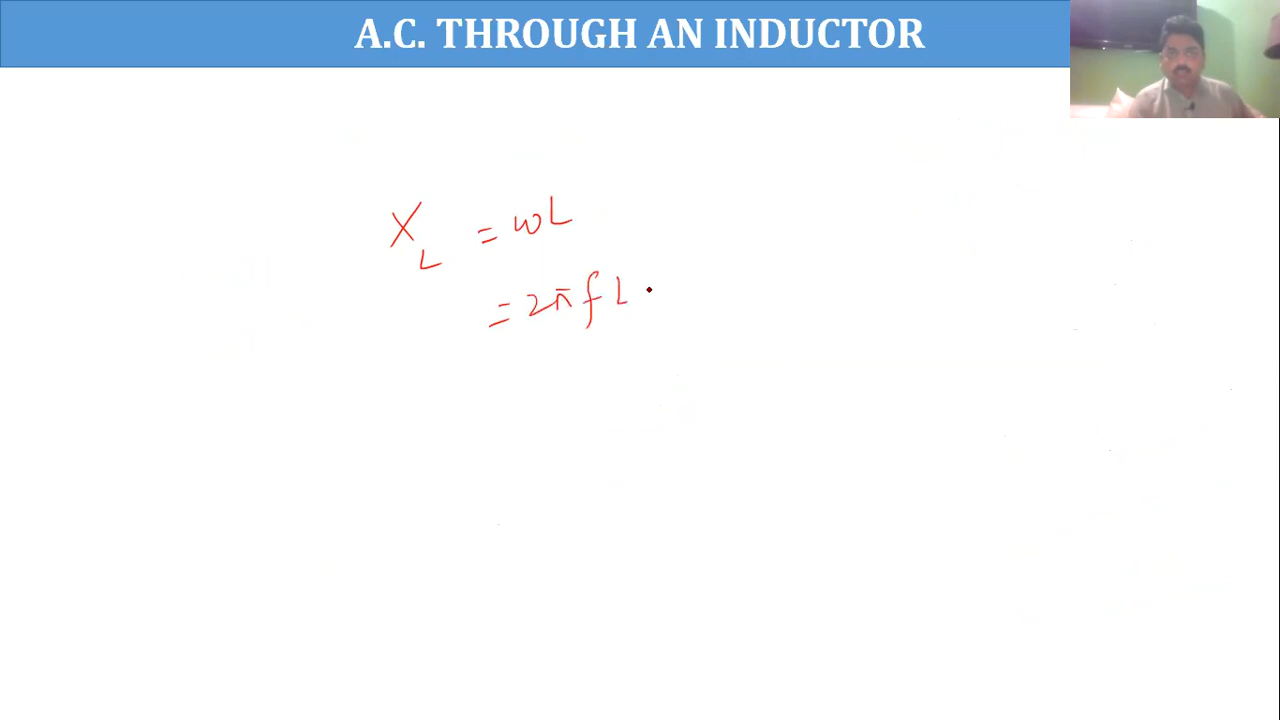 A.C. THROUGH AN INDUCTOR
X_L = ωL
= 2πfL